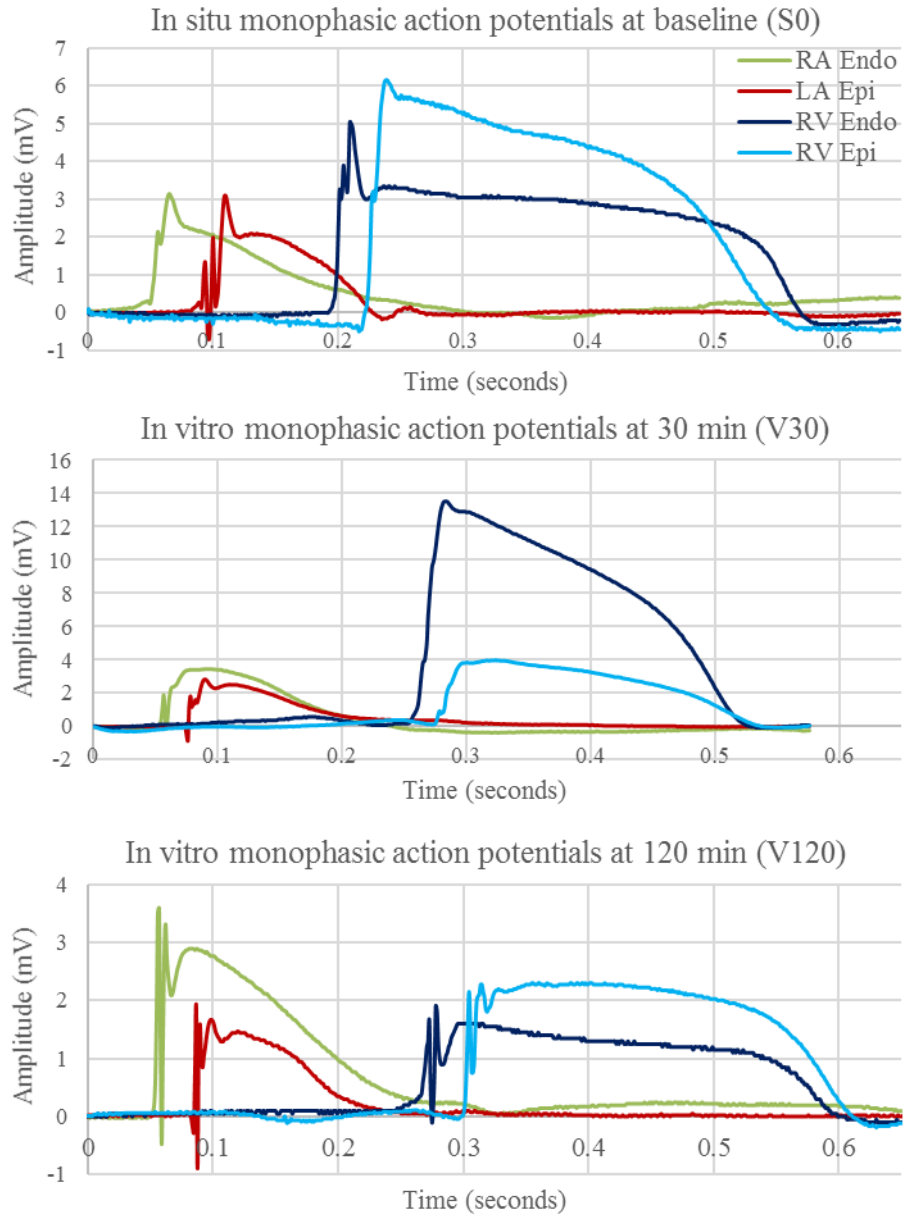 In situ monophasic action potentials at baseline (S0)
7
6
5
4
3
2
1
0
-1
Amplitude (mV)
RA Endo
LA Epi
RV Endo
RV Epi
0 0.1 0.2 0.3 0.4 0.5 0.6
Time (seconds)
In vitro monophasic action potentials at 30 min (V30)
16
14
12
10
8
6
4
2
0
-2
Amplitude (mV)
0 0.1 0.2 0.3 0.4 0.5 0.6
Time (seconds)
In vitro monophasic action potentials at 120 min (V120)
4
3
2
1
0
-1
Amplitude (mV)
0 0.1 0.2 0.3 0.4 0.5 0.6
Time (seconds)